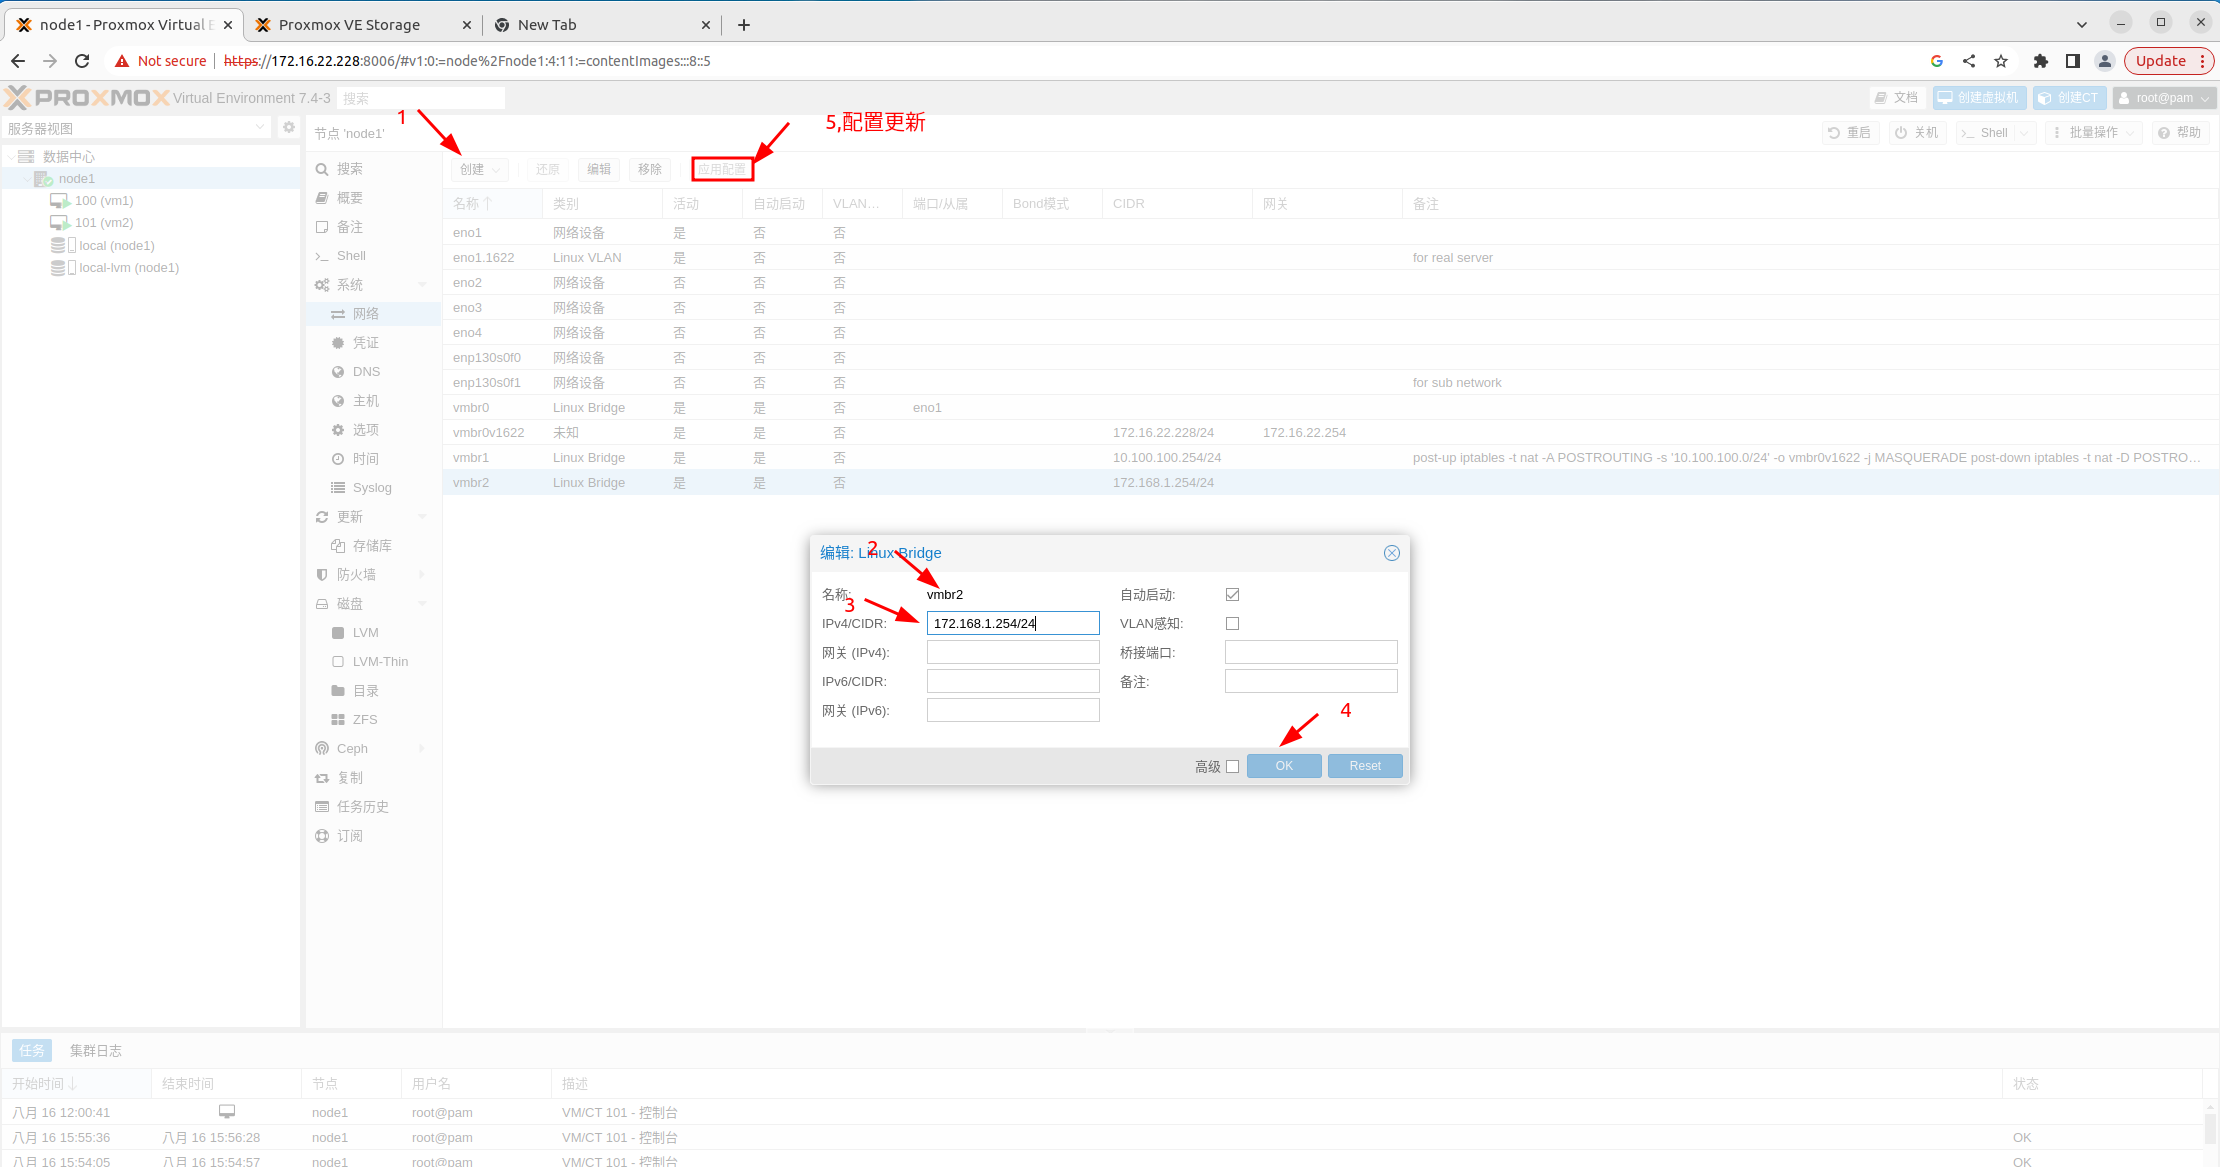 node1 - Proxmox Virtual E
Proxmox VE Storage
New Tab
Not secure
https://172.16.22.228:8006/#v1:0:=node%2Fnode1:4:11:=contentImages:::8::5
Update
PROXMOX Virtual Environment 7.4-3 搜索
文档 创建虚拟机 创建CT root@pam
服务器视图
数据中心
node1
100 (vm1)
101 (vm2)
local (node1)
local-lvm (node1)
节点 'node1'
重启 关机 Shell 批量操作 帮助
1
5,配置更新
搜索
概要
备注
Shell
系统
网络
凭证
DNS
主机
选项
时间
Syslog
更新
存储库
防火墙
磁盘
LVM
LVM-Thin
目录
ZFS
Ceph
复制
任务历史
订阅
创建 还原 编辑 移除 应用配置
名称 类别 活动 自动启动 VLAN... 端口/从属 Bond模式 CIDR 网关 备注
eno1 网络设备 是 否 否
eno1.1622 Linux VLAN 是 否 否 for real server
eno2 网络设备 否 否 否
eno3 网络设备 否 否 否
eno4 网络设备 否 否 否
enp130s0f0 网络设备 否 否 否
enp130s0f1 网络设备 否 否 否 for sub network
vmbr0 Linux Bridge 是 是 否 eno1
vmbr0v1622 未知 是 是 否 172.16.22.228/24 172.16.22.254
vmbr1 Linux Bridge 是 是 否 10.100.100.254/24 post-up iptables -t nat -A POSTROUTING -s '10.100.100.0/24' -o vmbr0v1622 -j MASQUERADE post-down iptables -t nat -D POSTRO...
vmbr2 Linux Bridge 是 是 否 172.168.1.254/24
编辑: Linux Bridge
2
名称: vmbr2 自动启动:
3
IPv4/CIDR: 172.168.1.254/24 VLAN感知:
网关 (IPv4): 桥接端口:
IPv6/CIDR: 备注:
网关 (IPv6):
4
高级 OK Reset
任务 集群日志
开始时间 结束时间 节点 用户名 描述 状态
八月 16 12:00:41 node1 root@pam VM/CT 101 - 控制台
八月 16 15:55:36 八月 16 15:56:28 node1 root@pam VM/CT 101 - 控制台 OK
八月 16 15:54:05 八月 16 15:54:57 node1 root@pam VM/CT 101 - 控制台 OK